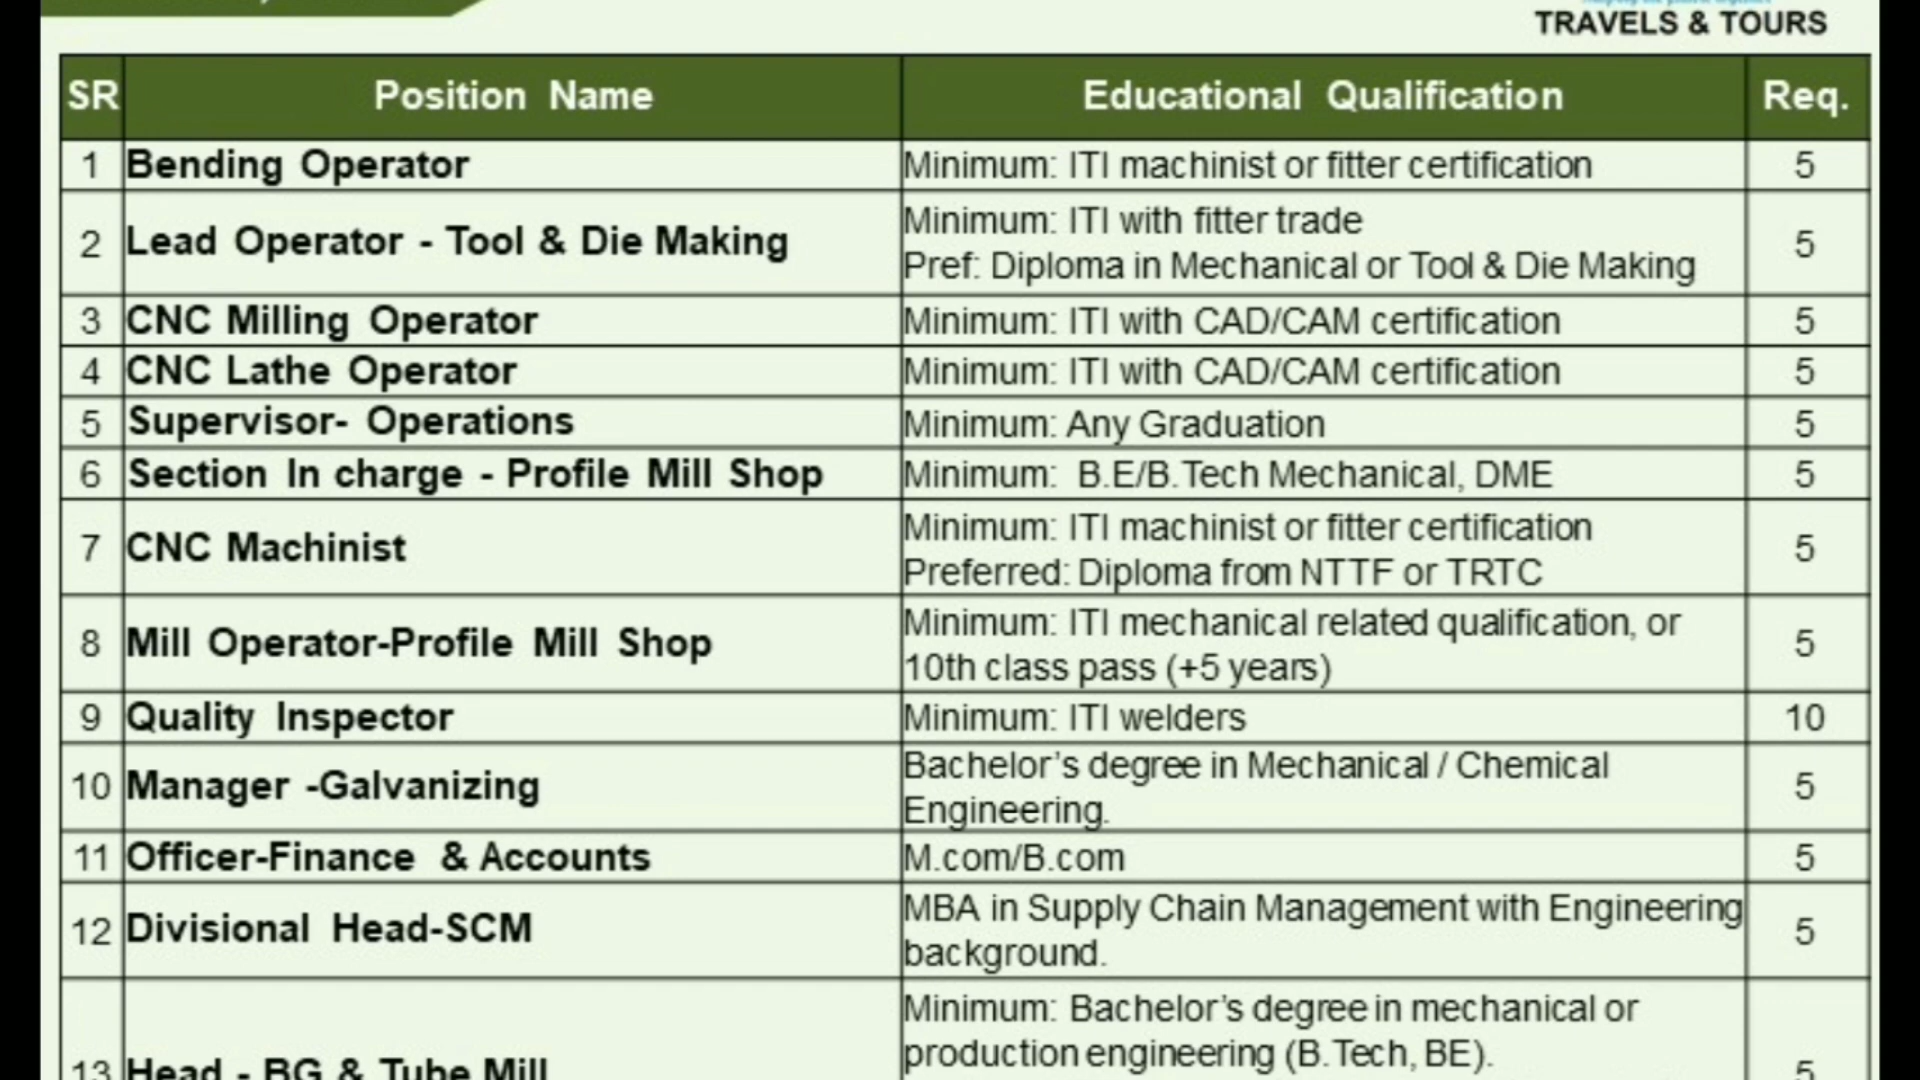 TRAVELS & TOURS
SR Position Name Educational Qualification Req.
1 Bending Operator Minimum: ITI machinist or fitter certification 5
2 Lead Operator - Tool & Die Making Minimum: ITI with fitter trade
Pref: Diploma in Mechanical or Tool & Die Making 5
3 CNC Milling Operator Minimum: ITI with CAD/CAM certification 5
4 CNC Lathe Operator Minimum: ITI with CAD/CAM certification 5
5 Supervisor- Operations Minimum: Any Graduation 5
6 Section In charge - Profile Mill Shop Minimum: B.E/B.Tech Mechanical, DME 5
7 CNC Machinist Minimum: ITI machinist or fitter certification
Preferred: Diploma from NTTF or TRTC 5
8 Mill Operator-Profile Mill Shop Minimum: ITI mechanical related qualification, or
10th class pass (+5 years) 5
9 Quality Inspector Minimum: ITI welders 10
10 Manager -Galvanizing Bachelor's degree in Mechanical / Chemical
Engineering. 5
11 Officer-Finance & Accounts M.com/B.com 5
12 Divisional Head-SCM MBA in Supply Chain Management with Engineering
background. 5
13 Head - BG & Tube Mill Minimum: Bachelor's degree in mechanical or
production engineering (B.Tech, BE). 5